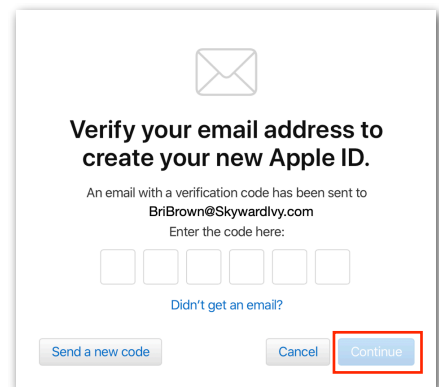 Verify your email address to
create your new Apple ID.
An email with a verification code has been sent to
BriBrown@SkywardIvy.com
Enter the code here:
Didn't get an email?
Send a new code
Cancel
Continue